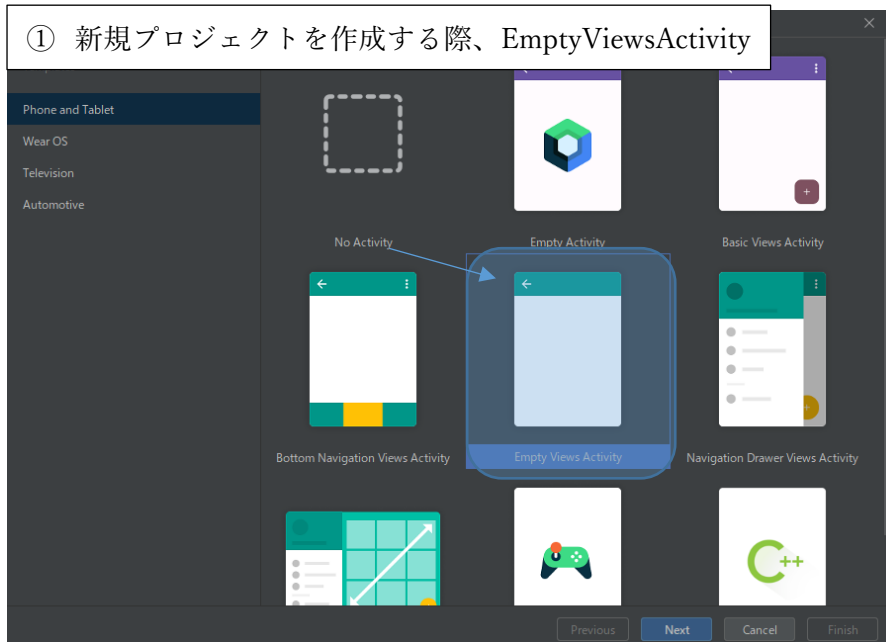 ① 新規プロジェクトを作成する際、EmptyViewsActivity
Phone and Tablet
Wear OS
Television
Automotive
No Activity
Empty Activity
Basic Views Activity
Bottom Navigation Views Activity
Empty Views Activity
Navigation Drawer Views Activity
C++
Previous
Next
Cancel
Finish